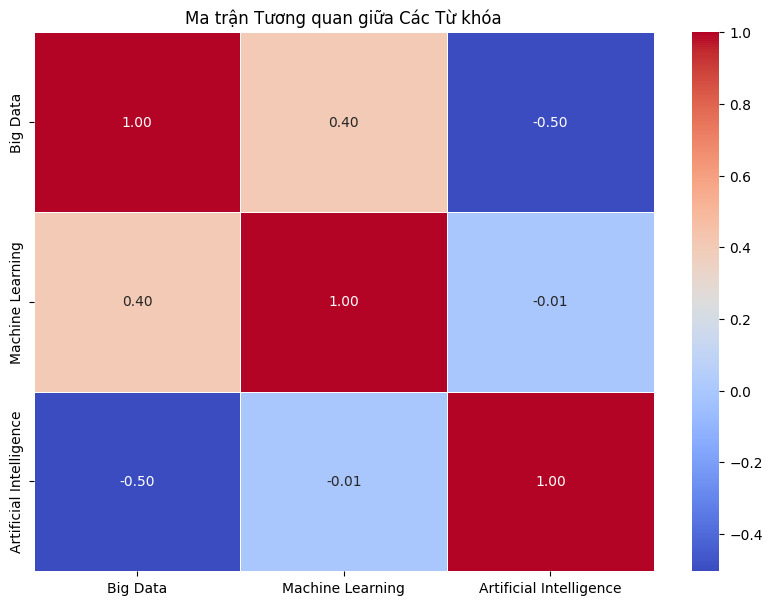 Ma trận Tương quan giữa Các Từ khóa
Big Data
1.00
0.40
-0.50
Machine Learning
0.40
1.00
-0.01
Artificial Intelligence
-0.50
-0.01
1.00
Big Data
Machine Learning
Artificial Intelligence
1.0
0.8
0.6
0.4
0.2
0.0
−0.2
−0.4